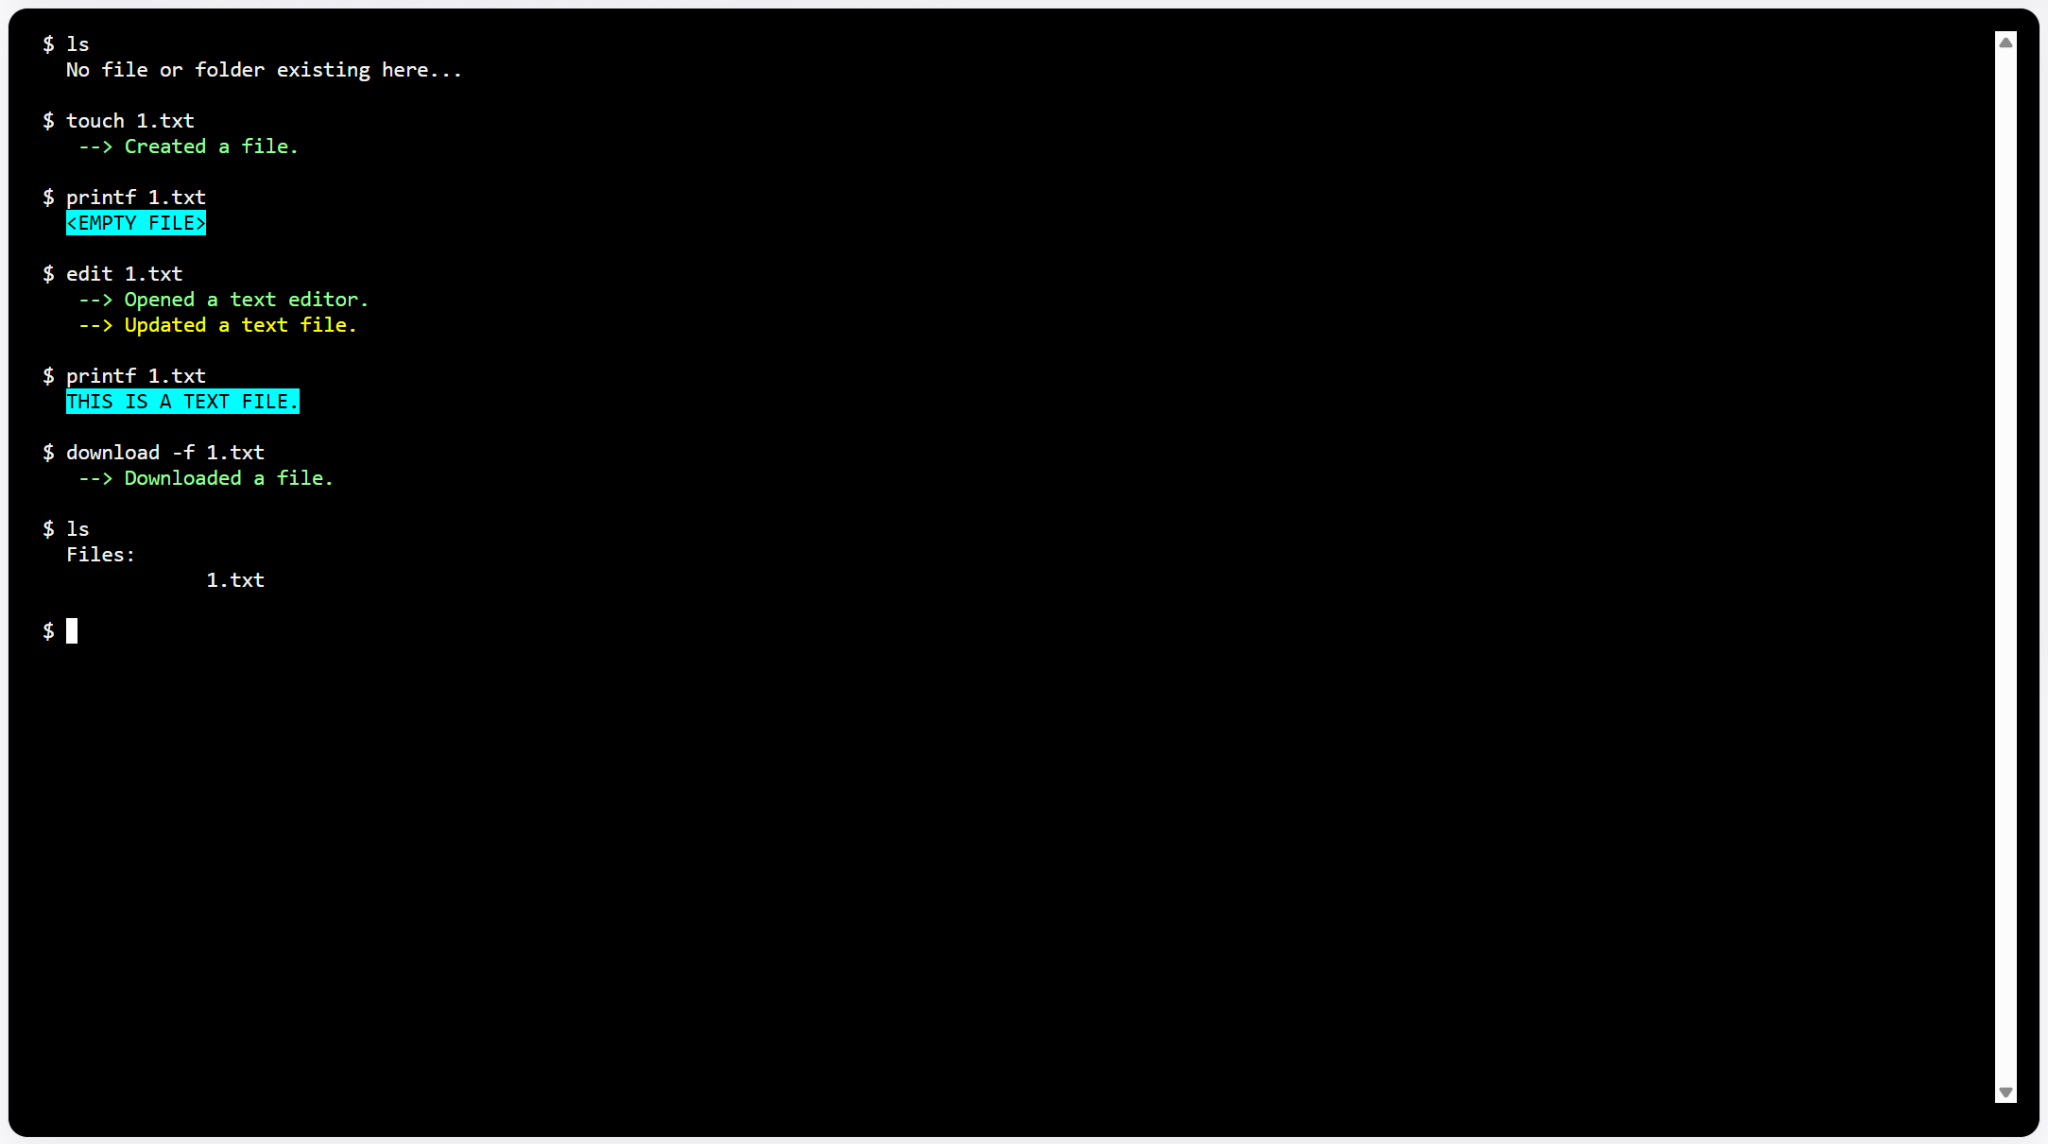 $ ls
No file or folder existing here...
$ touch 1.txt
--> Created a file.
$ printf 1.txt
<EMPTY FILE>
$ edit 1.txt
--> Opened a text editor.
--> Updated a text file.
$ printf 1.txt
THIS IS A TEXT FILE.
$ download -f 1.txt
--> Downloaded a file.
$ ls
Files:
1.txt
$